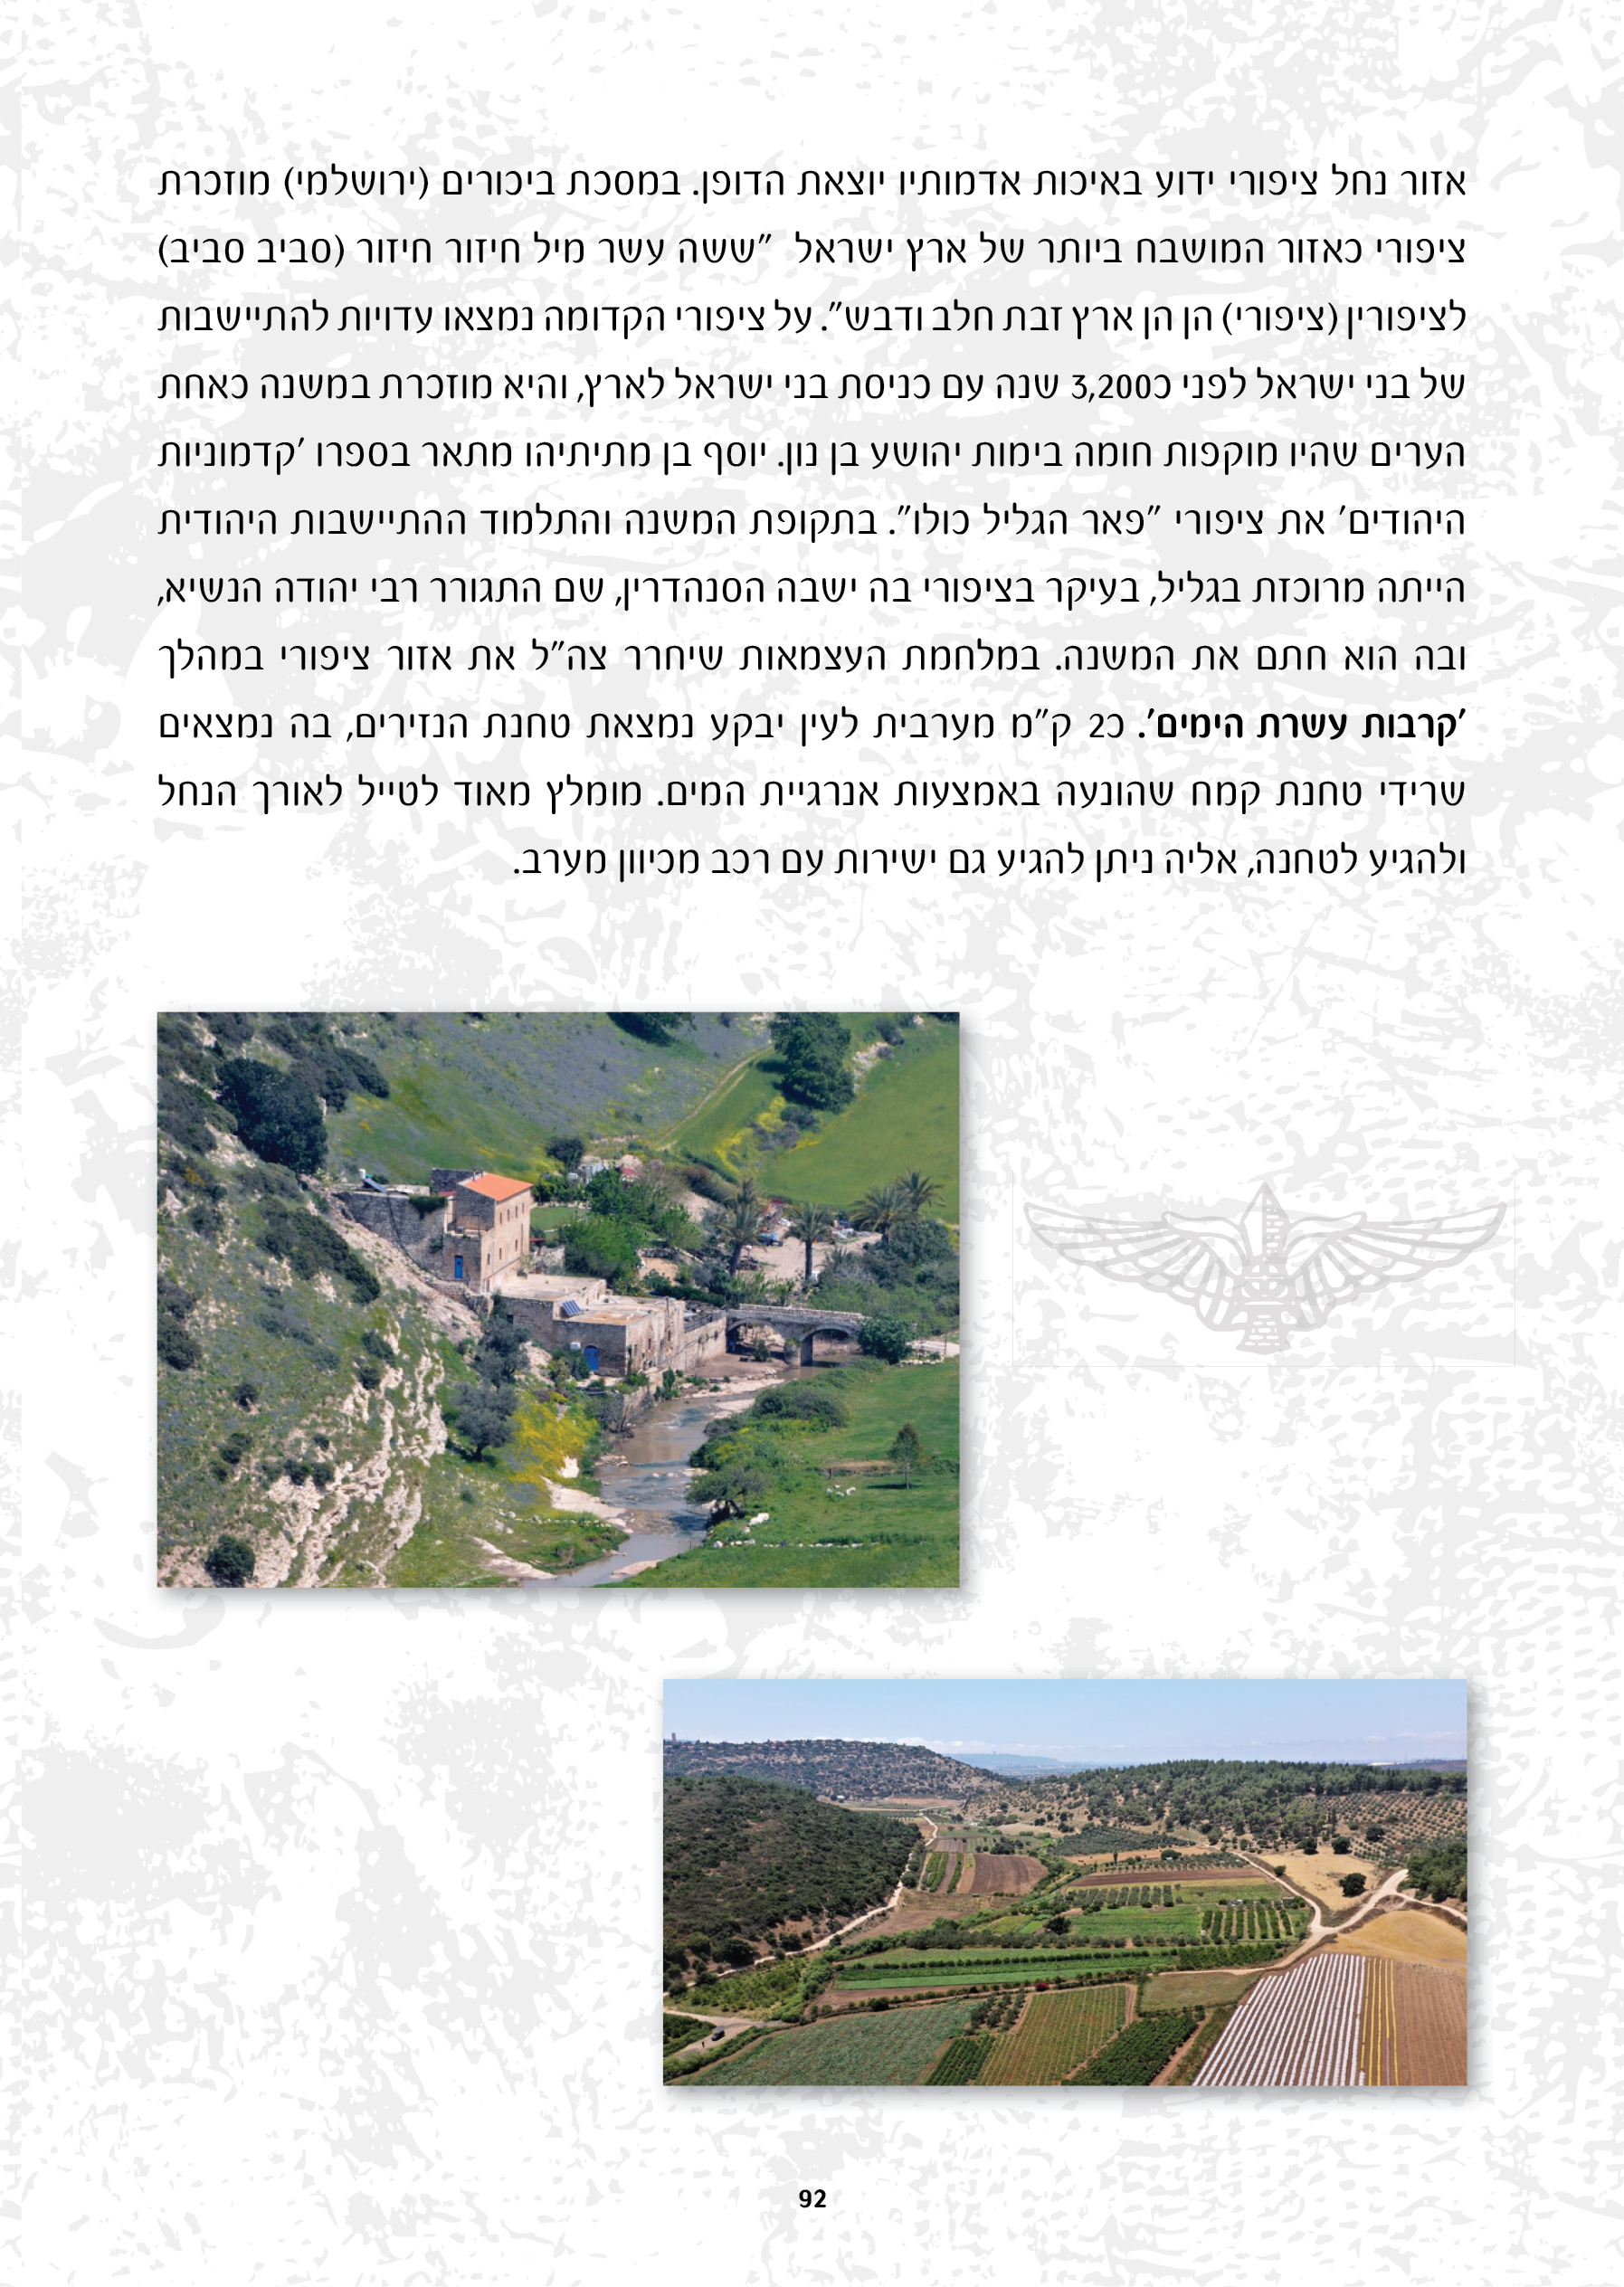 אזור נחל ציפורי ידוע באיכות אדמותיו יוצאת הדופן. במסכת ביכורים (ירושלמי) מוזכרת
ציפורי כאזור המושבח ביותר של ארץ ישראל "ששה עשר מיל חיזור חיזור (סביב סביב)
לציפורין (ציפורי) הן הן ארץ זבת חלב ודבש". על ציפורי הקדומה נמצאו עדויות להתיישבות
של בני ישראל לפני כ3,200 שנה עם כניסת בני ישראל לארץ, והיא מוזכרת במשנה כאחת
הערים שהיו מוקפות חומה בימות יהושע בן נון. יוסף בן מתיתיהו מתאר בספרו 'קדמוניות
היהודים' את ציפורי "פאר הגליל כולו". בתקופת המשנה והתלמוד ההתיישבות היהודית
הייתה מרוכזת בגליל, בעיקר בציפורי בה ישבה הסנהדרין, שם התגורר רבי יהודה הנשיא,
ובה הוא חתם את המשנה. במלחמת העצמאות שיחרר צה"ל את אזור ציפורי במהלך
'קרבות עשרת הימים'. כ2 ק"מ מערבית לעין יבקע נמצאת טחנת הנזירים, בה נמצאים
שרידי טחנת קמח שהונעה באמצעות אנרגיית המים. מומלץ מאוד לטייל לאורך הנחל
ולהגיע לטחנה, אליה ניתן להגיע גם ישירות עם רכב מכיוון מערב.
92